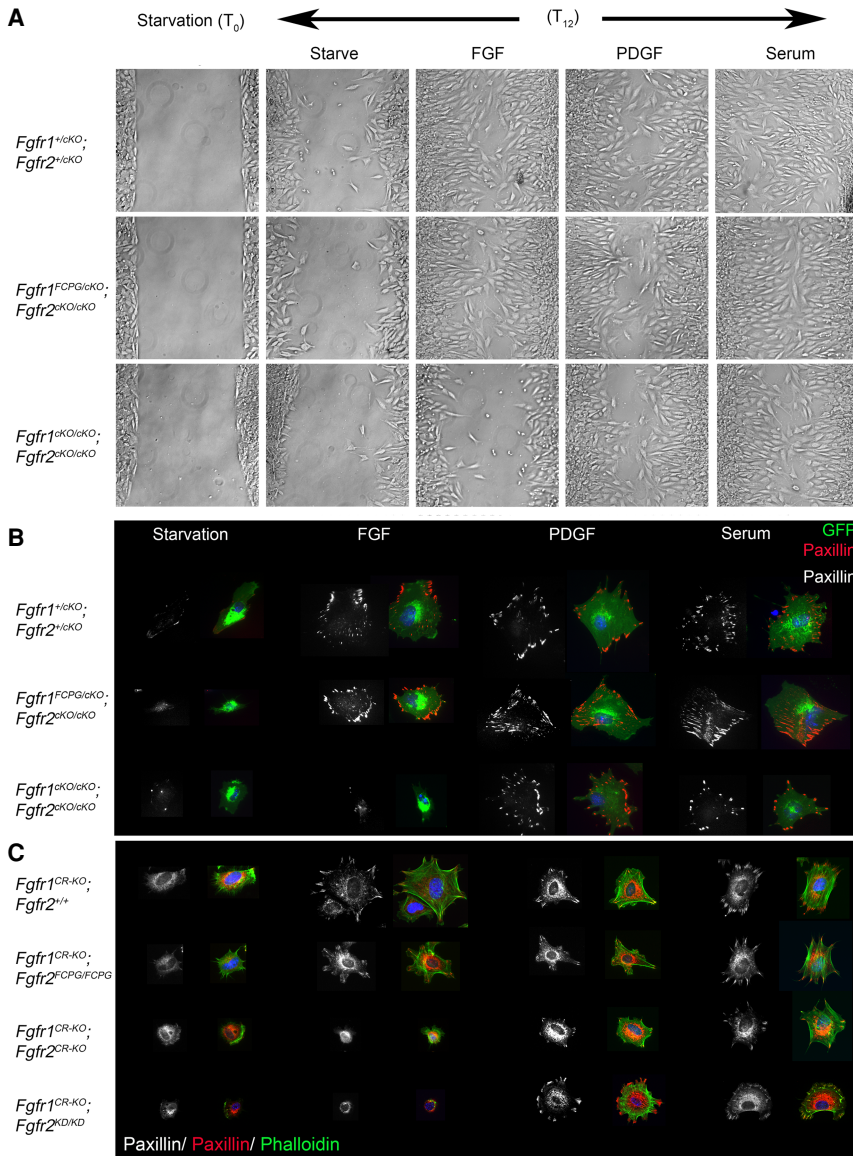 A
Starvation (T0)
(T12)
Starve
FGF
PDGF
Serum
Fgfr1+/cKO;
Fgfr2+/cKO
Fgfr1FCPG/cKO;
Fgfr2cKO/cKO
Fgfr1cKO/cKO;
Fgfr2cKO/cKO
B
Starvation
FGF
PDGF
Serum
GFP
Paxillin
Paxillin
Fgfr1+/cKO;
Fgfr2+/cKO
Fgfr1FCPG/cKO;
Fgfr2cKO/cKO
Fgfr1cKO/cKO;
Fgfr2cKO/cKO
C
Fgfr1CR-KO;
Fgfr2+/+
Fgfr1CR-KO;
Fgfr2FCPG/FCPG
Fgfr1CR-KO;
Fgfr2CR-KO
Fgfr1CR-KO;
Fgfr2KD/KD
Paxillin/ Paxillin/ Phalloidin